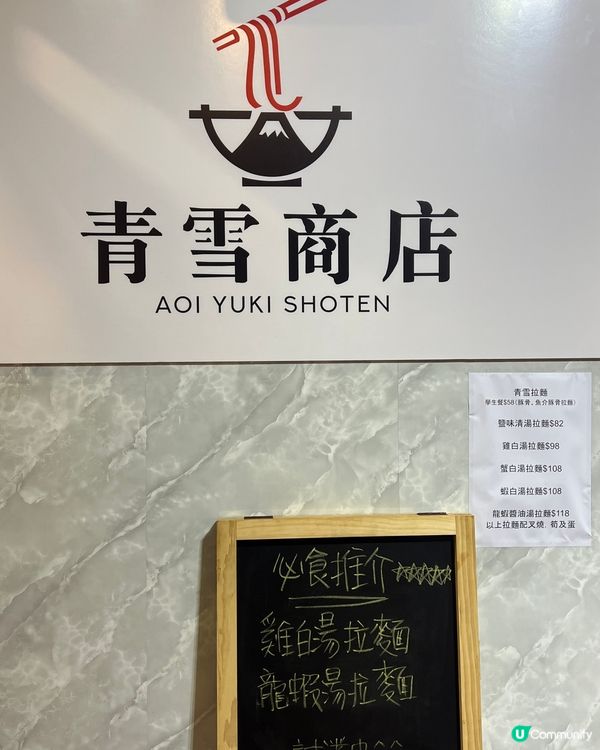 青雪商店
AOI YUKI SHOTEN
青雪拉麵
學生餐$58(豚骨、魚介豚骨拉麵)
鹽味清湯拉麵$82
雞白湯拉麵$98
蟹白湯拉麵$108
蝦白湯拉麵$108
龍蝦醬油湯拉麵$118
以上拉麵配叉燒, 筍及蛋
必食推介☆☆☆☆☆
雞白湯拉麵
龍蝦湯拉麵
U Community